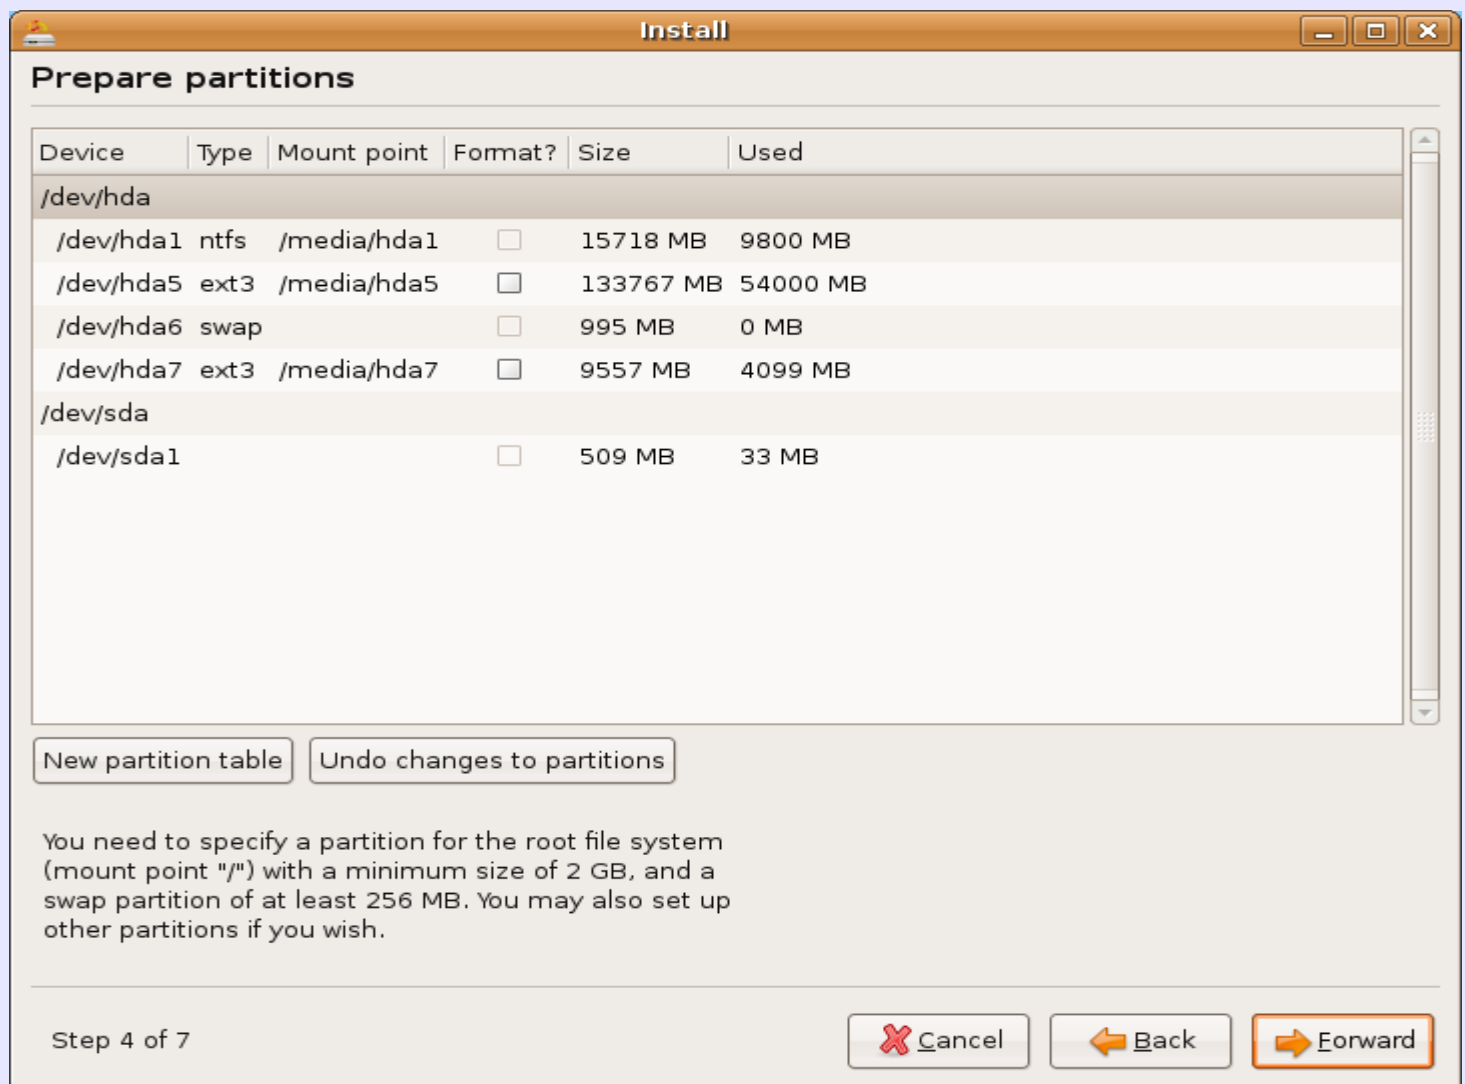 Install
Prepare partitions
Device Type Mount point Format? Size Used
/dev/hda
/dev/hda1 ntfs /media/hda1 15718 MB 9800 MB
/dev/hda5 ext3 /media/hda5 133767 MB 54000 MB
/dev/hda6 swap 995 MB 0 MB
/dev/hda7 ext3 /media/hda7 9557 MB 4099 MB
/dev/sda
/dev/sda1 509 MB 33 MB
New partition table Undo changes to partitions
You need to specify a partition for the root file system
(mount point "/") with a minimum size of 2 GB, and a
swap partition of at least 256 MB. You may also set up
other partitions if you wish.
Step 4 of 7 Cancel Back Forward